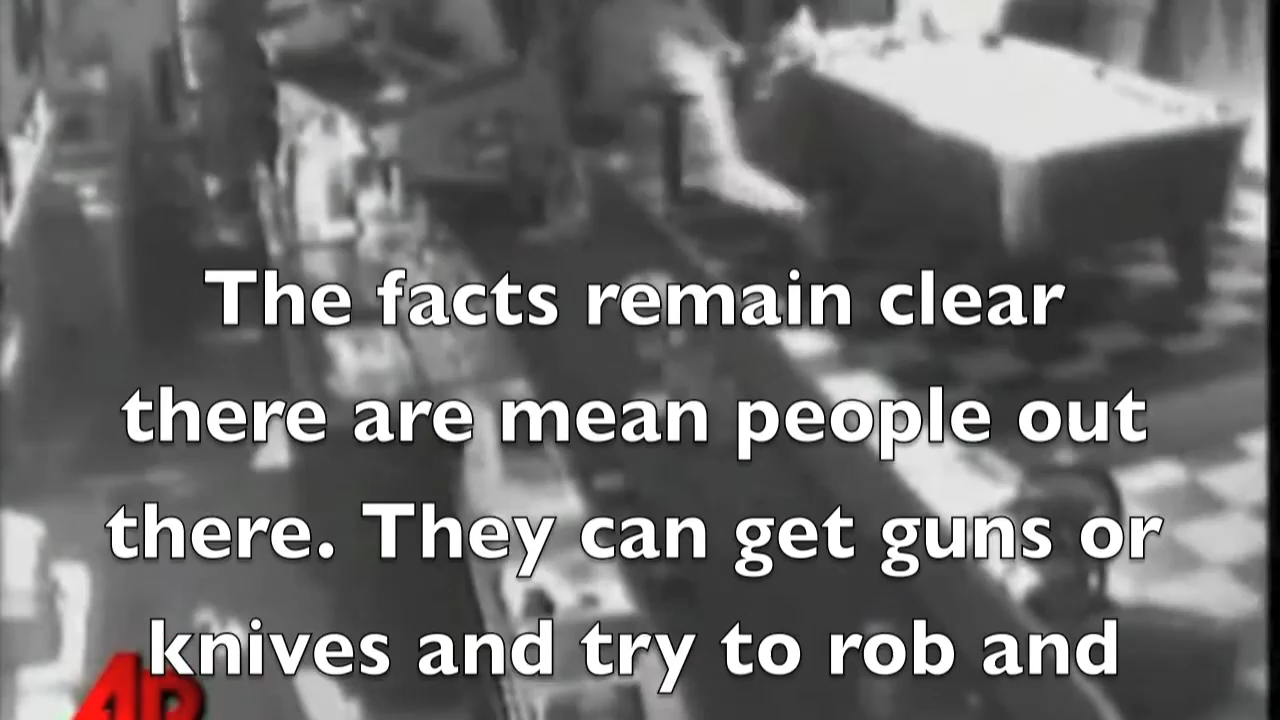 The facts remain clear
there are mean people out
there. They can get guns or
knives and try to rob and
AP